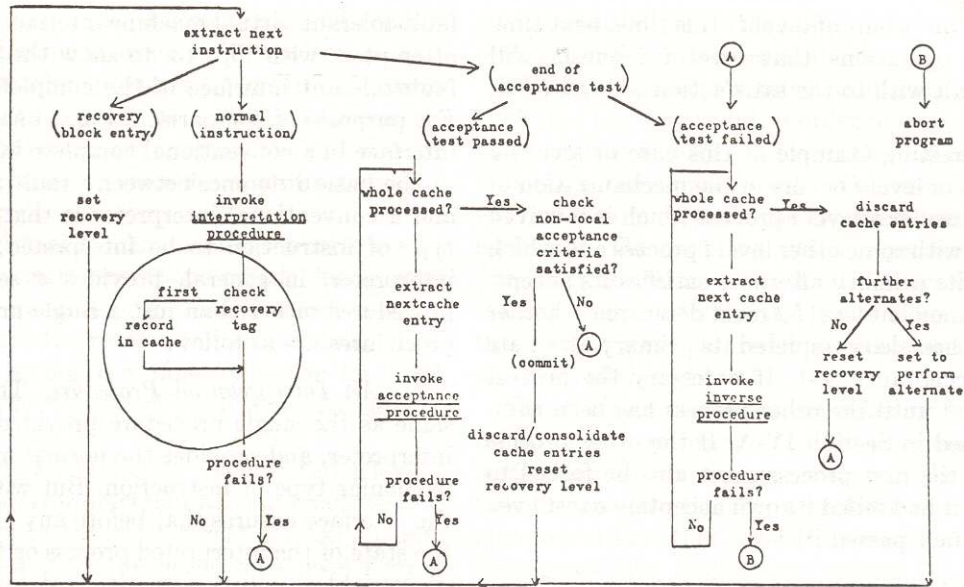 extract next
instruction
(recovery
block entry)
(normal
instruction)
end of
(acceptance test)
(acceptance
test passed)
(acceptance
test failed)
A
B
abort
program
set
recovery
level
invoke
interpretation
procedure
first
check
recovery
tag
record
in cache
procedure
fails?
No
Yes
A
whole cache
processed?
Yes
extract
nextcache
entry
invoke
acceptance
procedure
procedure
fails?
No
Yes
A
check
non-local
acceptance
criteria
satisfied?
Yes
No
A
(commit)
discard/consolidate
cache entries
reset
recovery level
whole cache
processed?
Yes
extract
next cache
entry
invoke
inverse
procedure
procedure
fails?
No
Yes
B
discard
cache entries
further
alternates?
No
Yes
reset
recovery
level
A
set to
perform
alternate